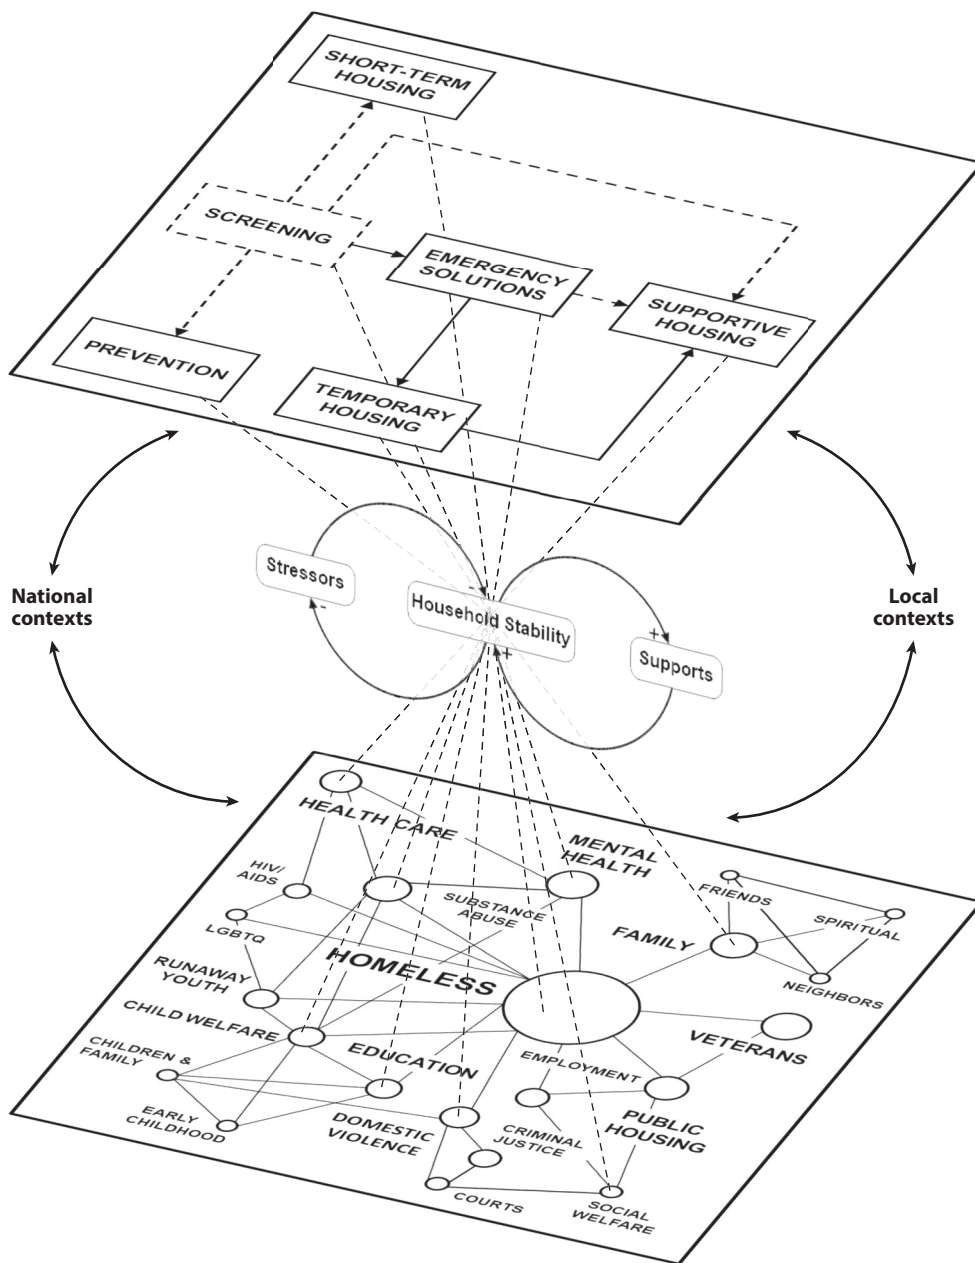 SHORT-TERM
HOUSING
SCREENING
EMERGENCY
SOLUTIONS
SUPPORTIVE
HOUSING
PREVENTION
TEMPORARY
HOUSING
National
contexts
Stressors
-
-
Household Stability
+
+
Supports
Local
contexts
HEALTH CARE
MENTAL
HEALTH
HIV/
AIDS
SUBSTANCE
ABUSE
FRIENDS
SPIRITUAL
LGBTQ
FAMILY
HOMELESS
RUNAWAY
YOUTH
NEIGHBORS
CHILD WELFARE
VETERANS
CHILDREN &
FAMILY
EDUCATION
EMPLOYMENT
EARLY
CHILDHOOD
DOMESTIC
VIOLENCE
CRIMINAL
JUSTICE
PUBLIC
HOUSING
COURTS
SOCIAL
WELFARE